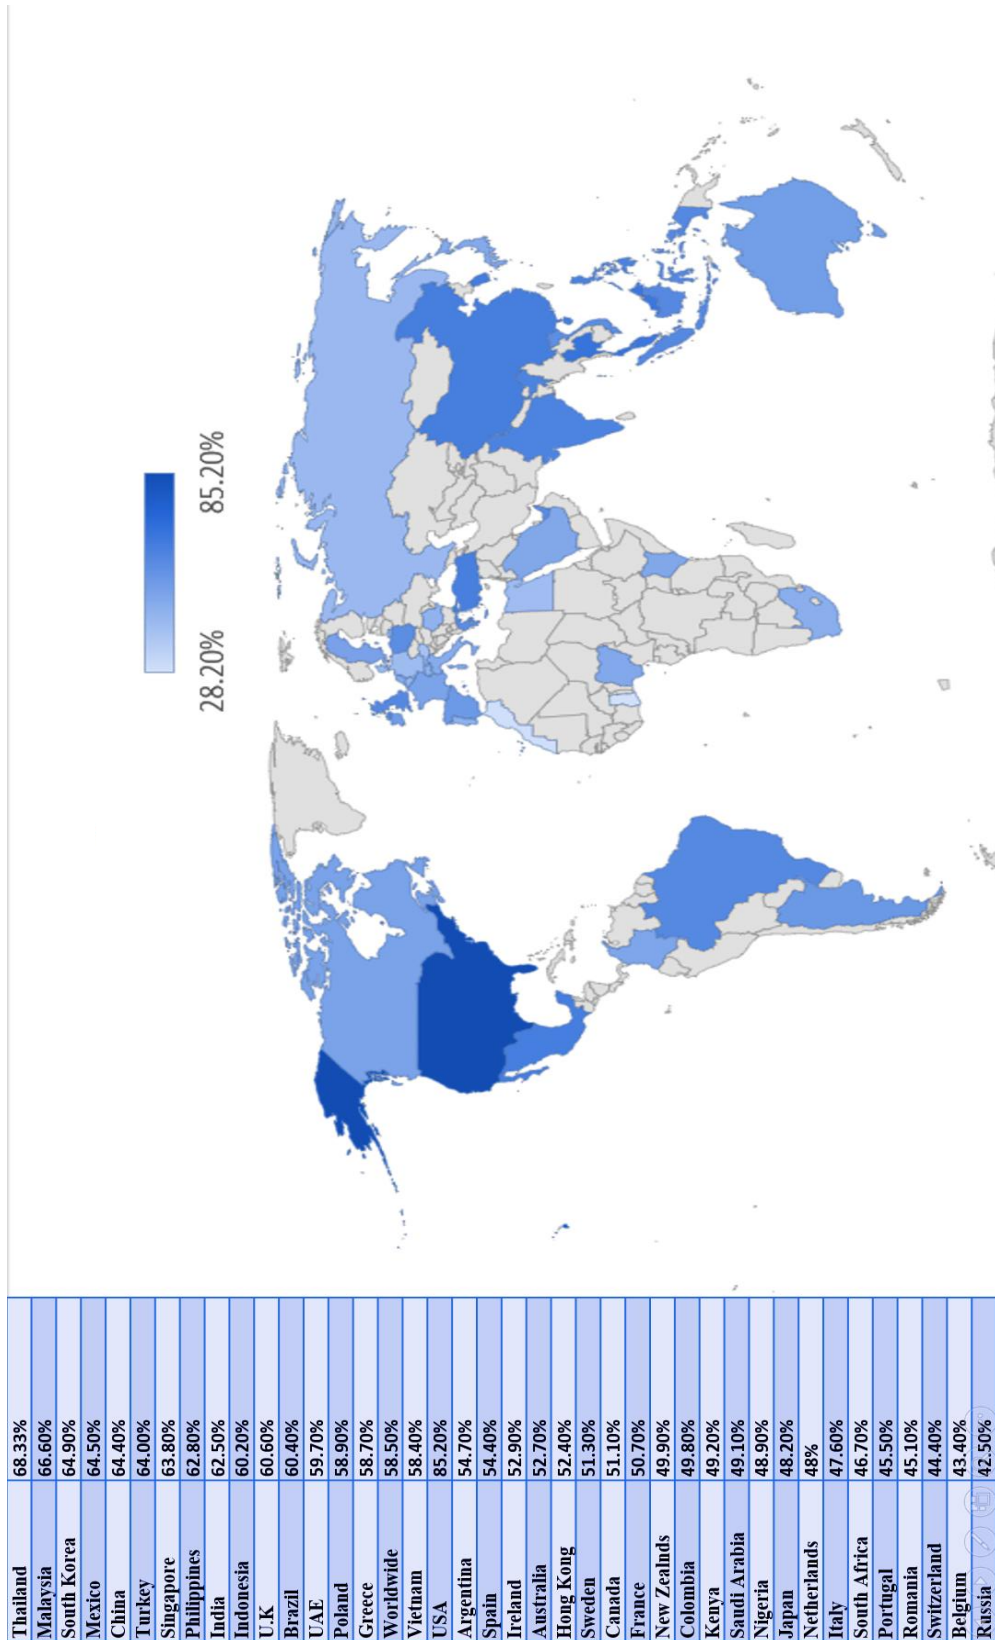 28.20%
85.20%
Thailand 68.33%
Malaysia 66.60%
South Korea 64.90%
Mexico 64.50%
China 64.40%
Turkey 64.00%
Singapore 63.80%
Philippines 62.80%
India 62.50%
Indonesia 60.20%
U.K 60.60%
Brazil 60.40%
UAE 59.70%
Poland 58.90%
Greece 58.70%
Worldwide 58.50%
Vietnam 58.40%
USA 85.20%
Argentina 54.70%
Spain 54.40%
Ireland 52.90%
Australia 52.70%
Hong Kong 52.40%
Sweden 51.30%
Canada 51.10%
France 50.70%
New Zealnds 49.90%
Colombia 49.80%
Kenya 49.20%
Saudi Arabia 49.10%
Nigeria 48.90%
Japan 48.20%
Netherlands 48%
Italy 47.60%
South Africa 46.70%
Portugal 45.50%
Romania 45.10%
Switzerland 44.40%
Belgium 43.40%
Russia 42.50%